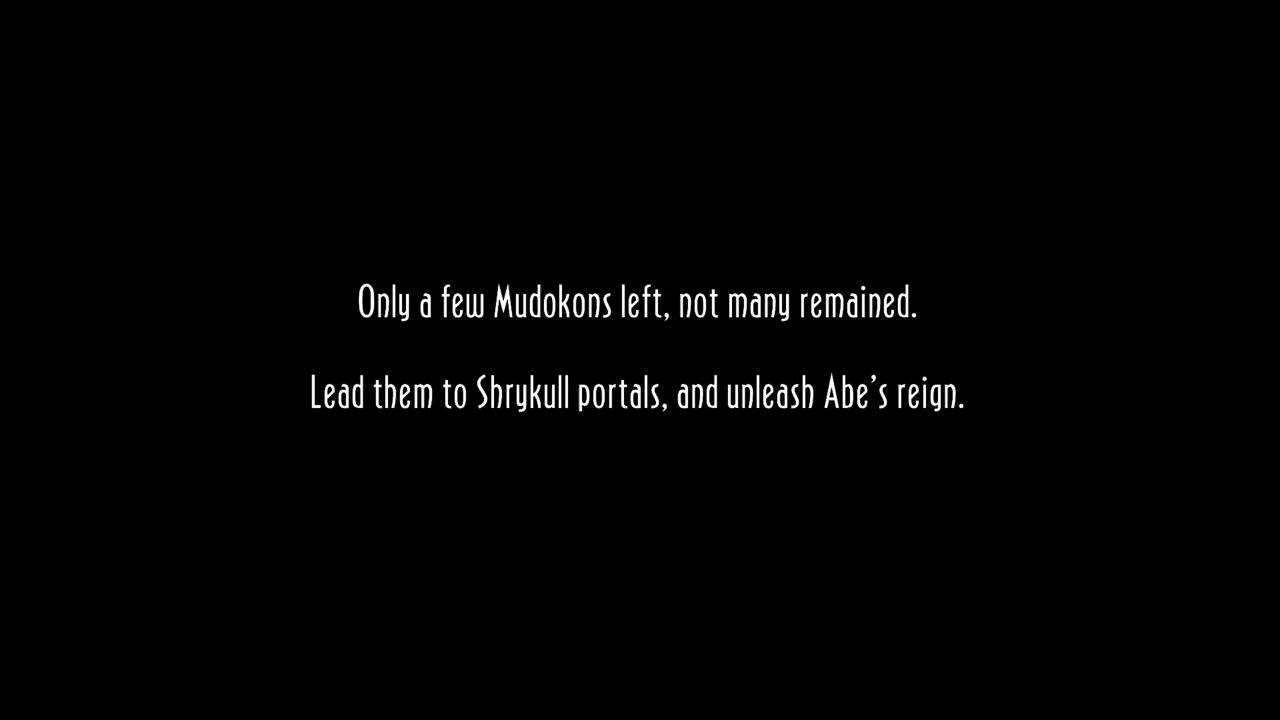 Only a few Mudokons left, not many remained.
Lead them to Shrykull portals, and unleash Abe’s reign.